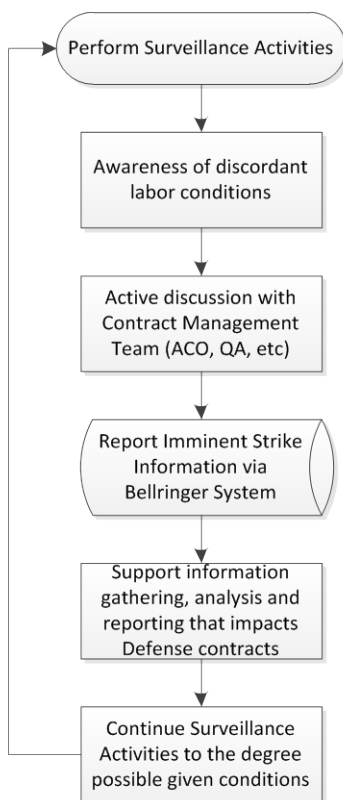 Perform Surveillance Activities
Awareness of discordant
labor conditions
Active discussion with
Contract Management
Team (ACO, QA, etc)
Report Imminent Strike
Information via
Bellringer System
Support information
gathering, analysis and
reporting that impacts
Defense contracts
Continue Surveillance
Activities to the degree
possible given conditions